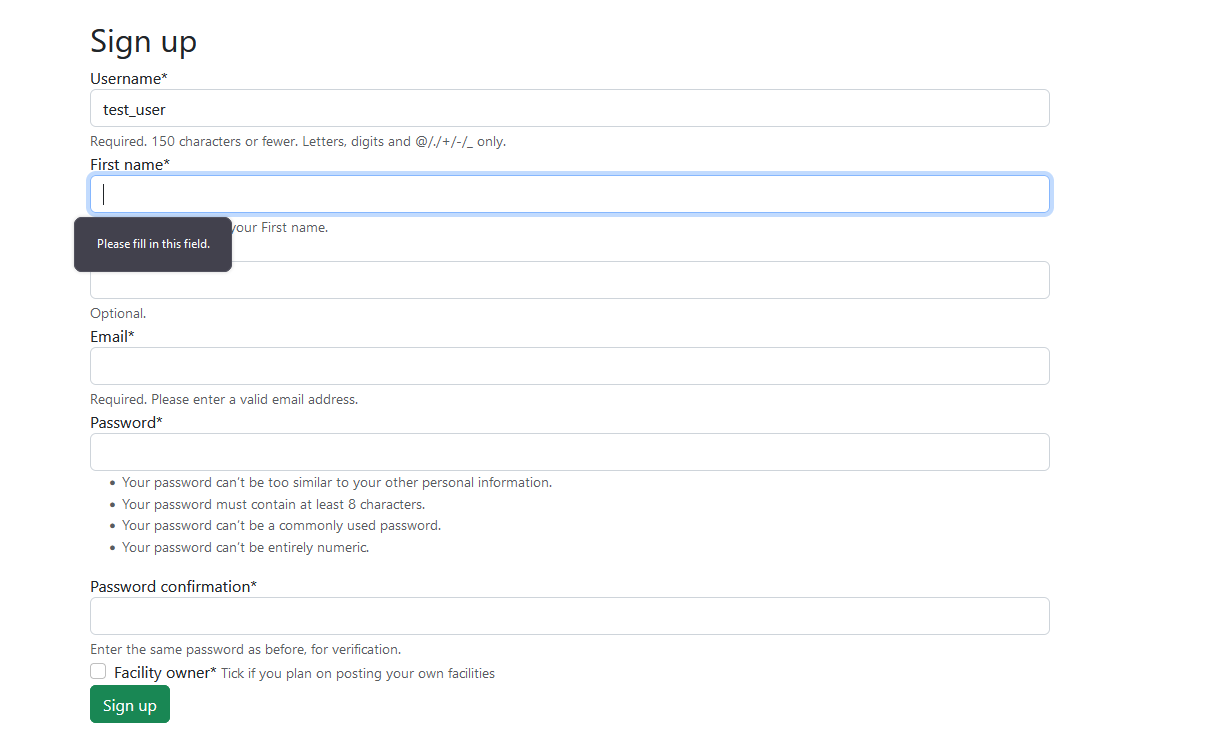 Sign up
Username*
test_user
Required. 150 characters or fewer. Letters, digits and @/./+/-/_ only.
First name*
your First name.
Please fill in this field.
Optional.
Email*
Required. Please enter a valid email address.
Password*
• Your password can't be too similar to your other personal information.
• Your password must contain at least 8 characters.
• Your password can't be a commonly used password.
• Your password can't be entirely numeric.
Password confirmation*
Enter the same password as before, for verification.
Facility owner* Tick if you plan on posting your own facilities
Sign up